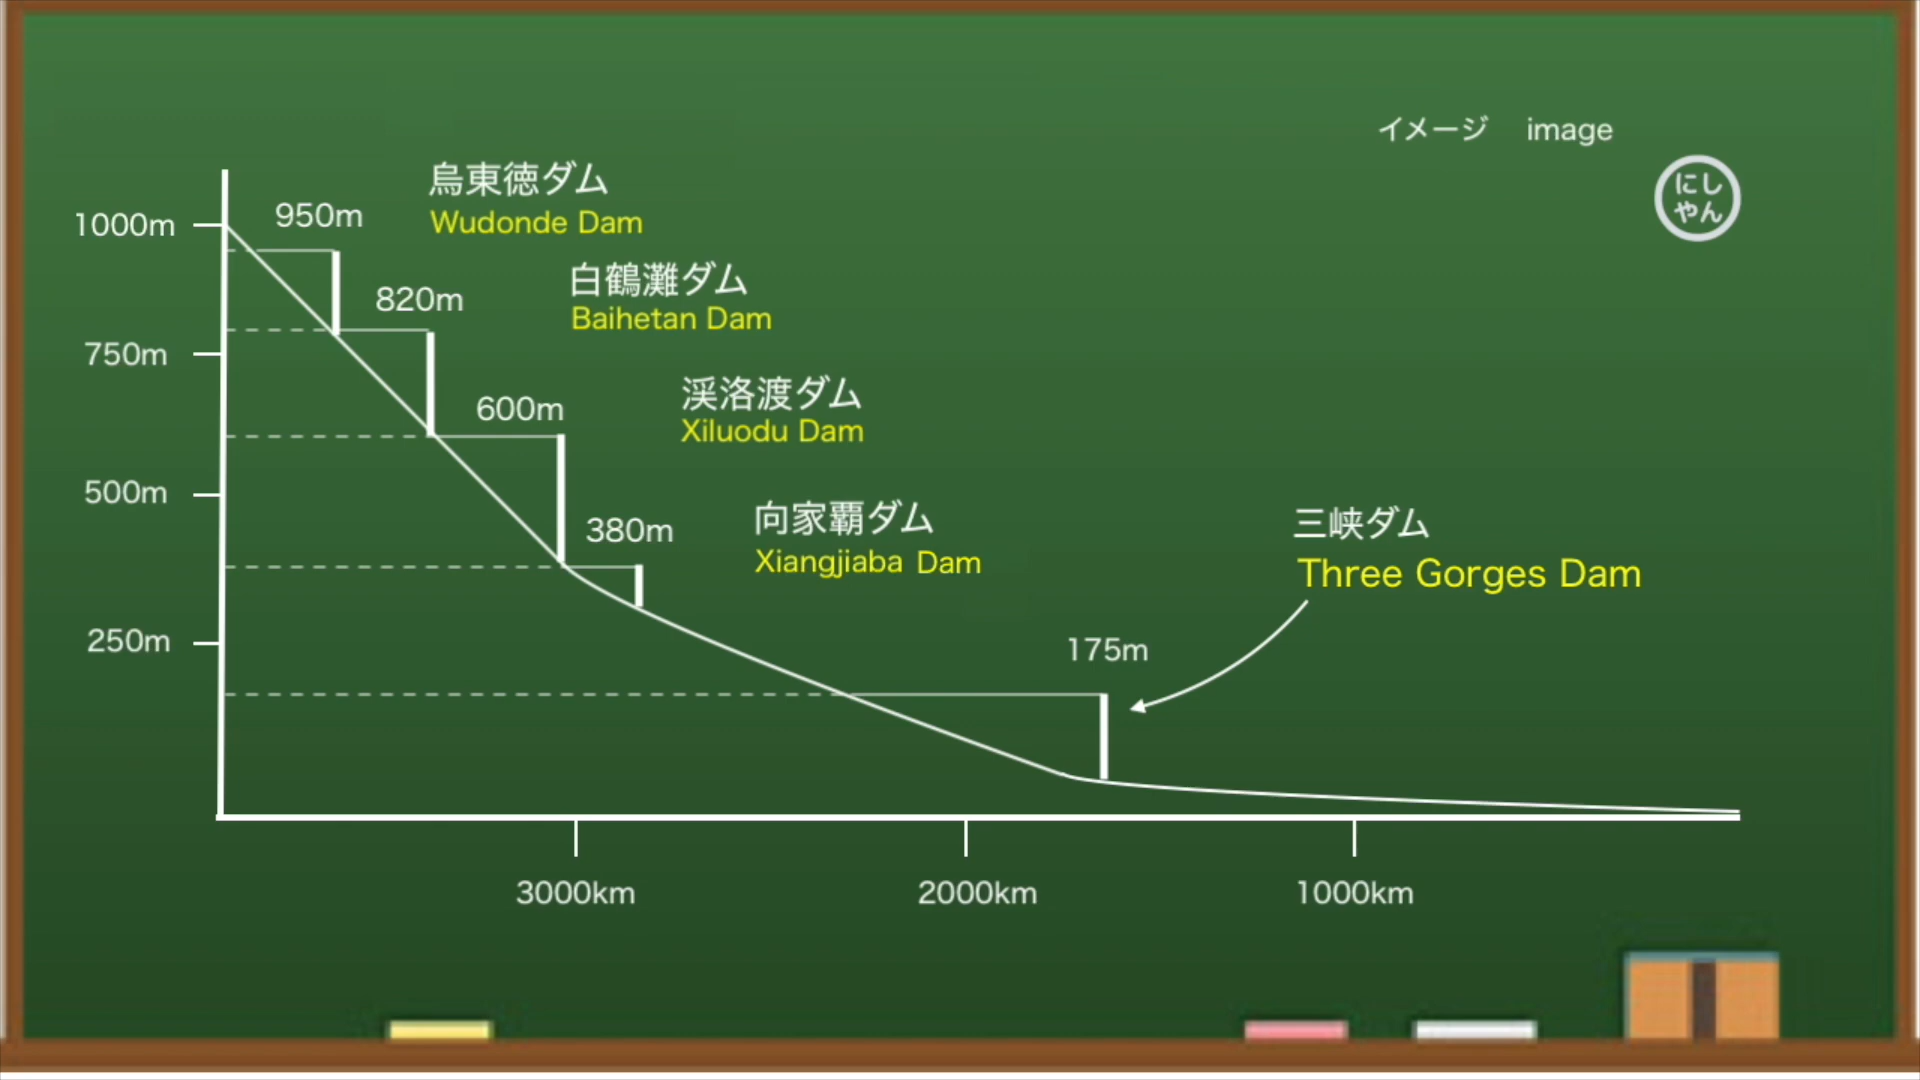 イメージ image
にし
やん
烏東徳ダム
Wudonde Dam
950m
1000m
白鶴灘ダム
Baihetan Dam
820m
750m
渓洛渡ダム
Xiluodu Dam
600m
500m
向家覇ダム
Xiangjiaba Dam
380m
三峡ダム
Three Gorges Dam
250m
175m
3000km
2000km
1000km